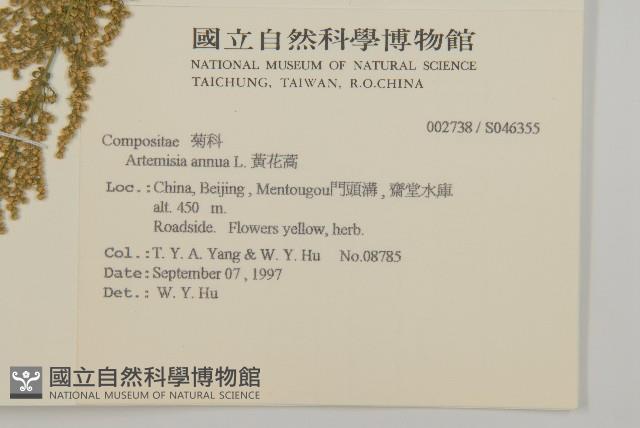 國立自然科學博物館
NATIONAL MUSEUM OF NATURAL SCIENCE
TAICHUNG, TAIWAN, R.O.CHINA
002738 / S046355
Compositae 菊科
Artemisia annua L. 黃花蒿
Loc.:China, Beijing , Mentougou門頭溝 , 齋堂水庫
alt. 450 m.
Roadside. Flowers yellow, herb.
Col.:T. Y. A. Yang & W. Y. Hu No.08785
Date:September 07 , 1997
Det.: W. Y. Hu
國立自然科學博物館
NATIONAL MUSEUM OF NATURAL SCIENCE